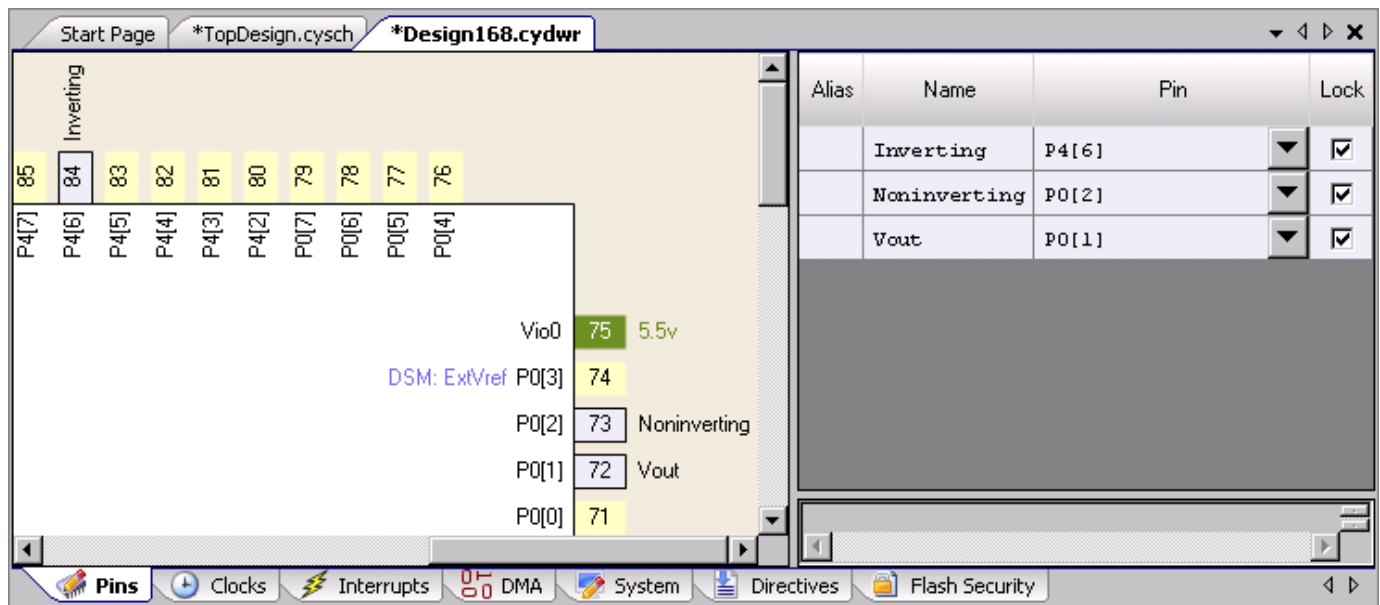 Start Page *TopDesign.cysch *Design168.cydwr
Inverting
85 84 83 82 81 80 79 78 77 76
P4[7] P4[6] P4[5] P4[4] P4[3] P4[2] P0[7] P0[6] P0[5] P0[4]
Vio0 75 5.5v
DSM: ExtVref P0[3] 74
P0[2] 73 Noninverting
P0[1] 72 Vout
P0[0] 71
Alias Name Pin Lock
Inverting P4[6]
Noninverting P0[2]
Vout P0[1]
Pins Clocks Interrupts DMA System Directives Flash Security